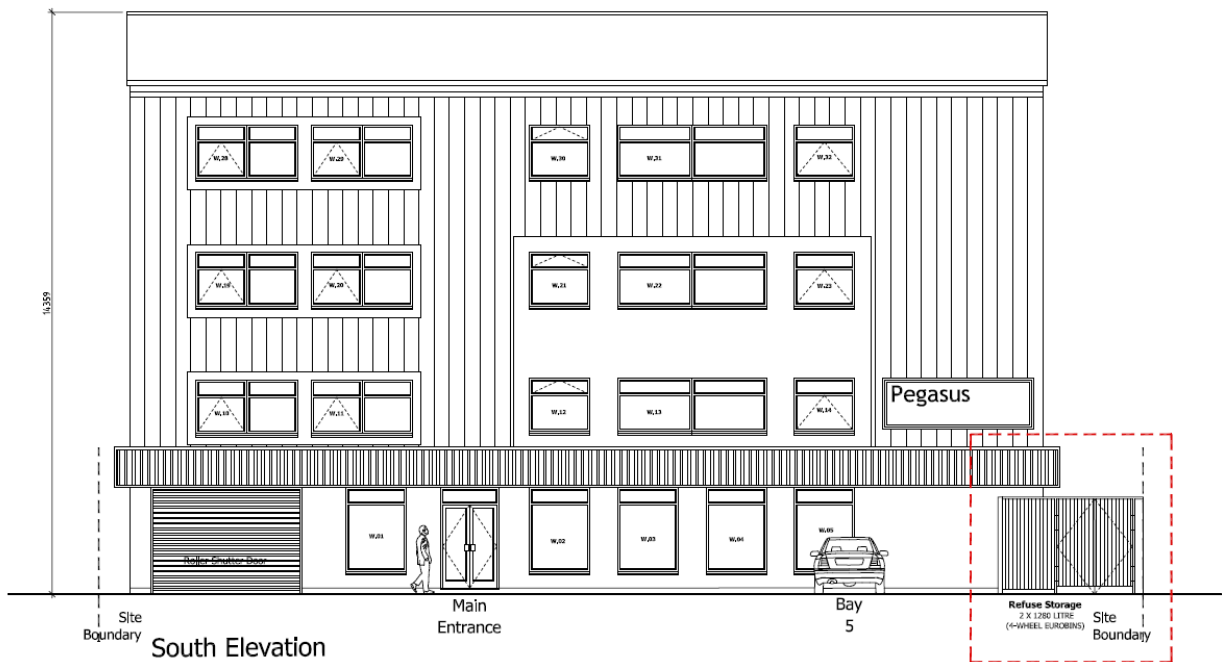 14359
W.28
W.29
W.30
W.31
W.32
W.19
W.20
W.21
W.22
W.23
W.10
W.11
W.12
W.13
W.14
Pegasus
W.01
W.02
W.03
W.04
W.05
Roller Shutter Door
Site
Boundary
Main
Entrance
Bay
5
Refuse Storage
2 X 1280 LITRE
(4-WHEEL EUROBINS)
Site
Boundary
South Elevation